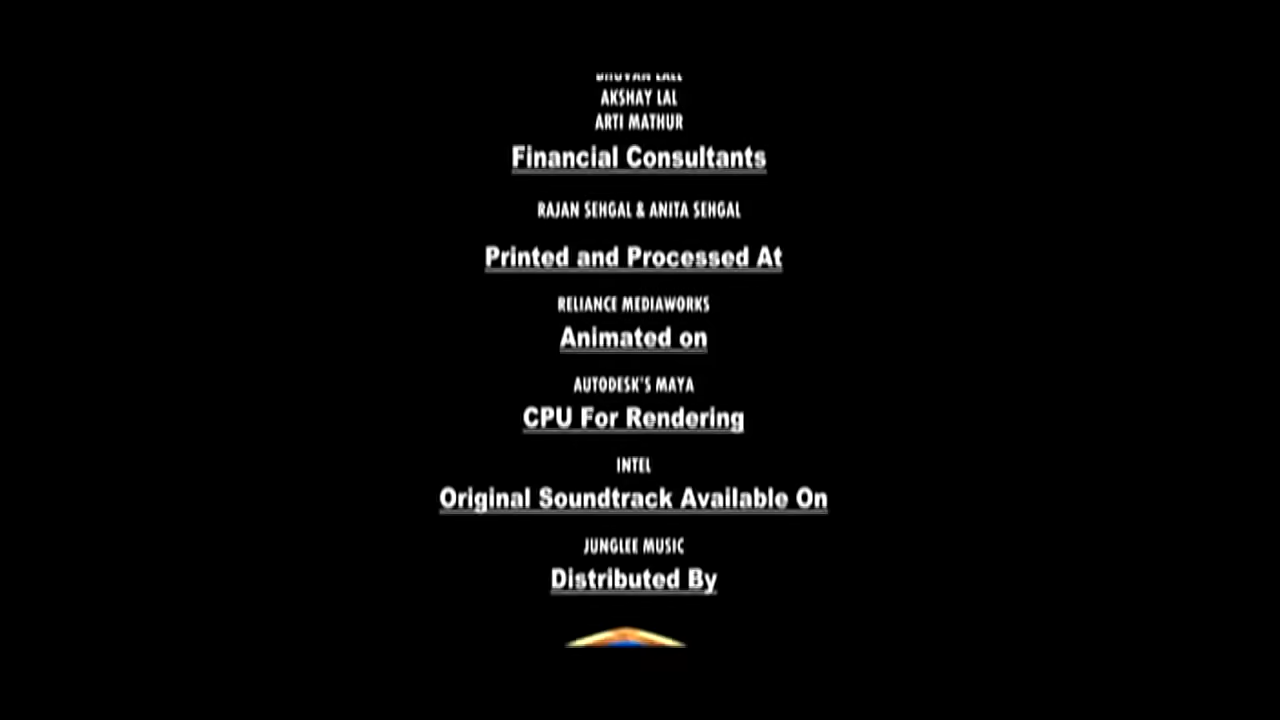 AKSHAY LAL
ARTI MATHUR
Financial Consultants
RAJAN SEHGAL & ANITA SEHGAL
Printed and Processed At
RELIANCE MEDIAWORKS
Animated on
AUTODESK'S MAYA
CPU For Rendering
INTEL
Original Soundtrack Available On
JUNGLEE MUSIC
Distributed By